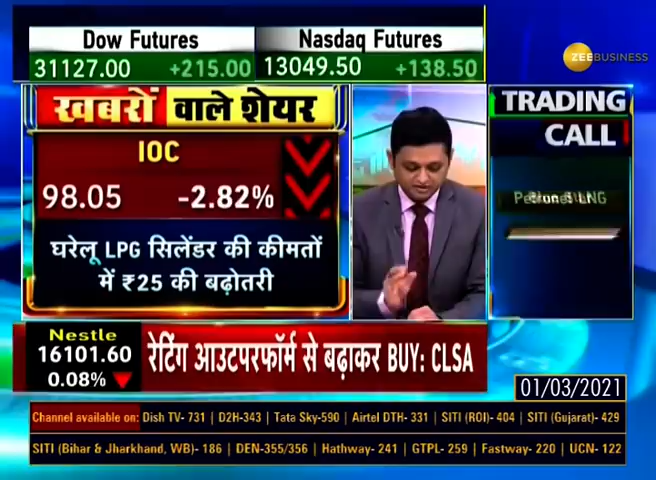 Dow Futures
Nasdaq Futures
31127.00 +215.00
13049.50 +138.50
ZEE BUSINESS
खबरों वाले शेयर
IOC
98.05 -2.82%
घरेलू LPG सिलेंडर की कीमतों
में ₹25 की बढ़ोतरी
TRADING
CALL
Nestle
16101.60
0.08%
रेटिंग आउटपरफॉर्म से बढ़ाकर BUY: CLSA
01/03/2021
Channel available on: Dish TV- 731 | D2H-343 | Tata Sky-590 | Airtel DTH- 331 | SITI (ROI)- 404 | SITI (Gujarat)- 429
SITI (Bihar & Jharkhand, WB)- 186 | DEN-355/356 | Hathway- 241 | GTPL- 259 | Fastway- 220 | UCN- 122